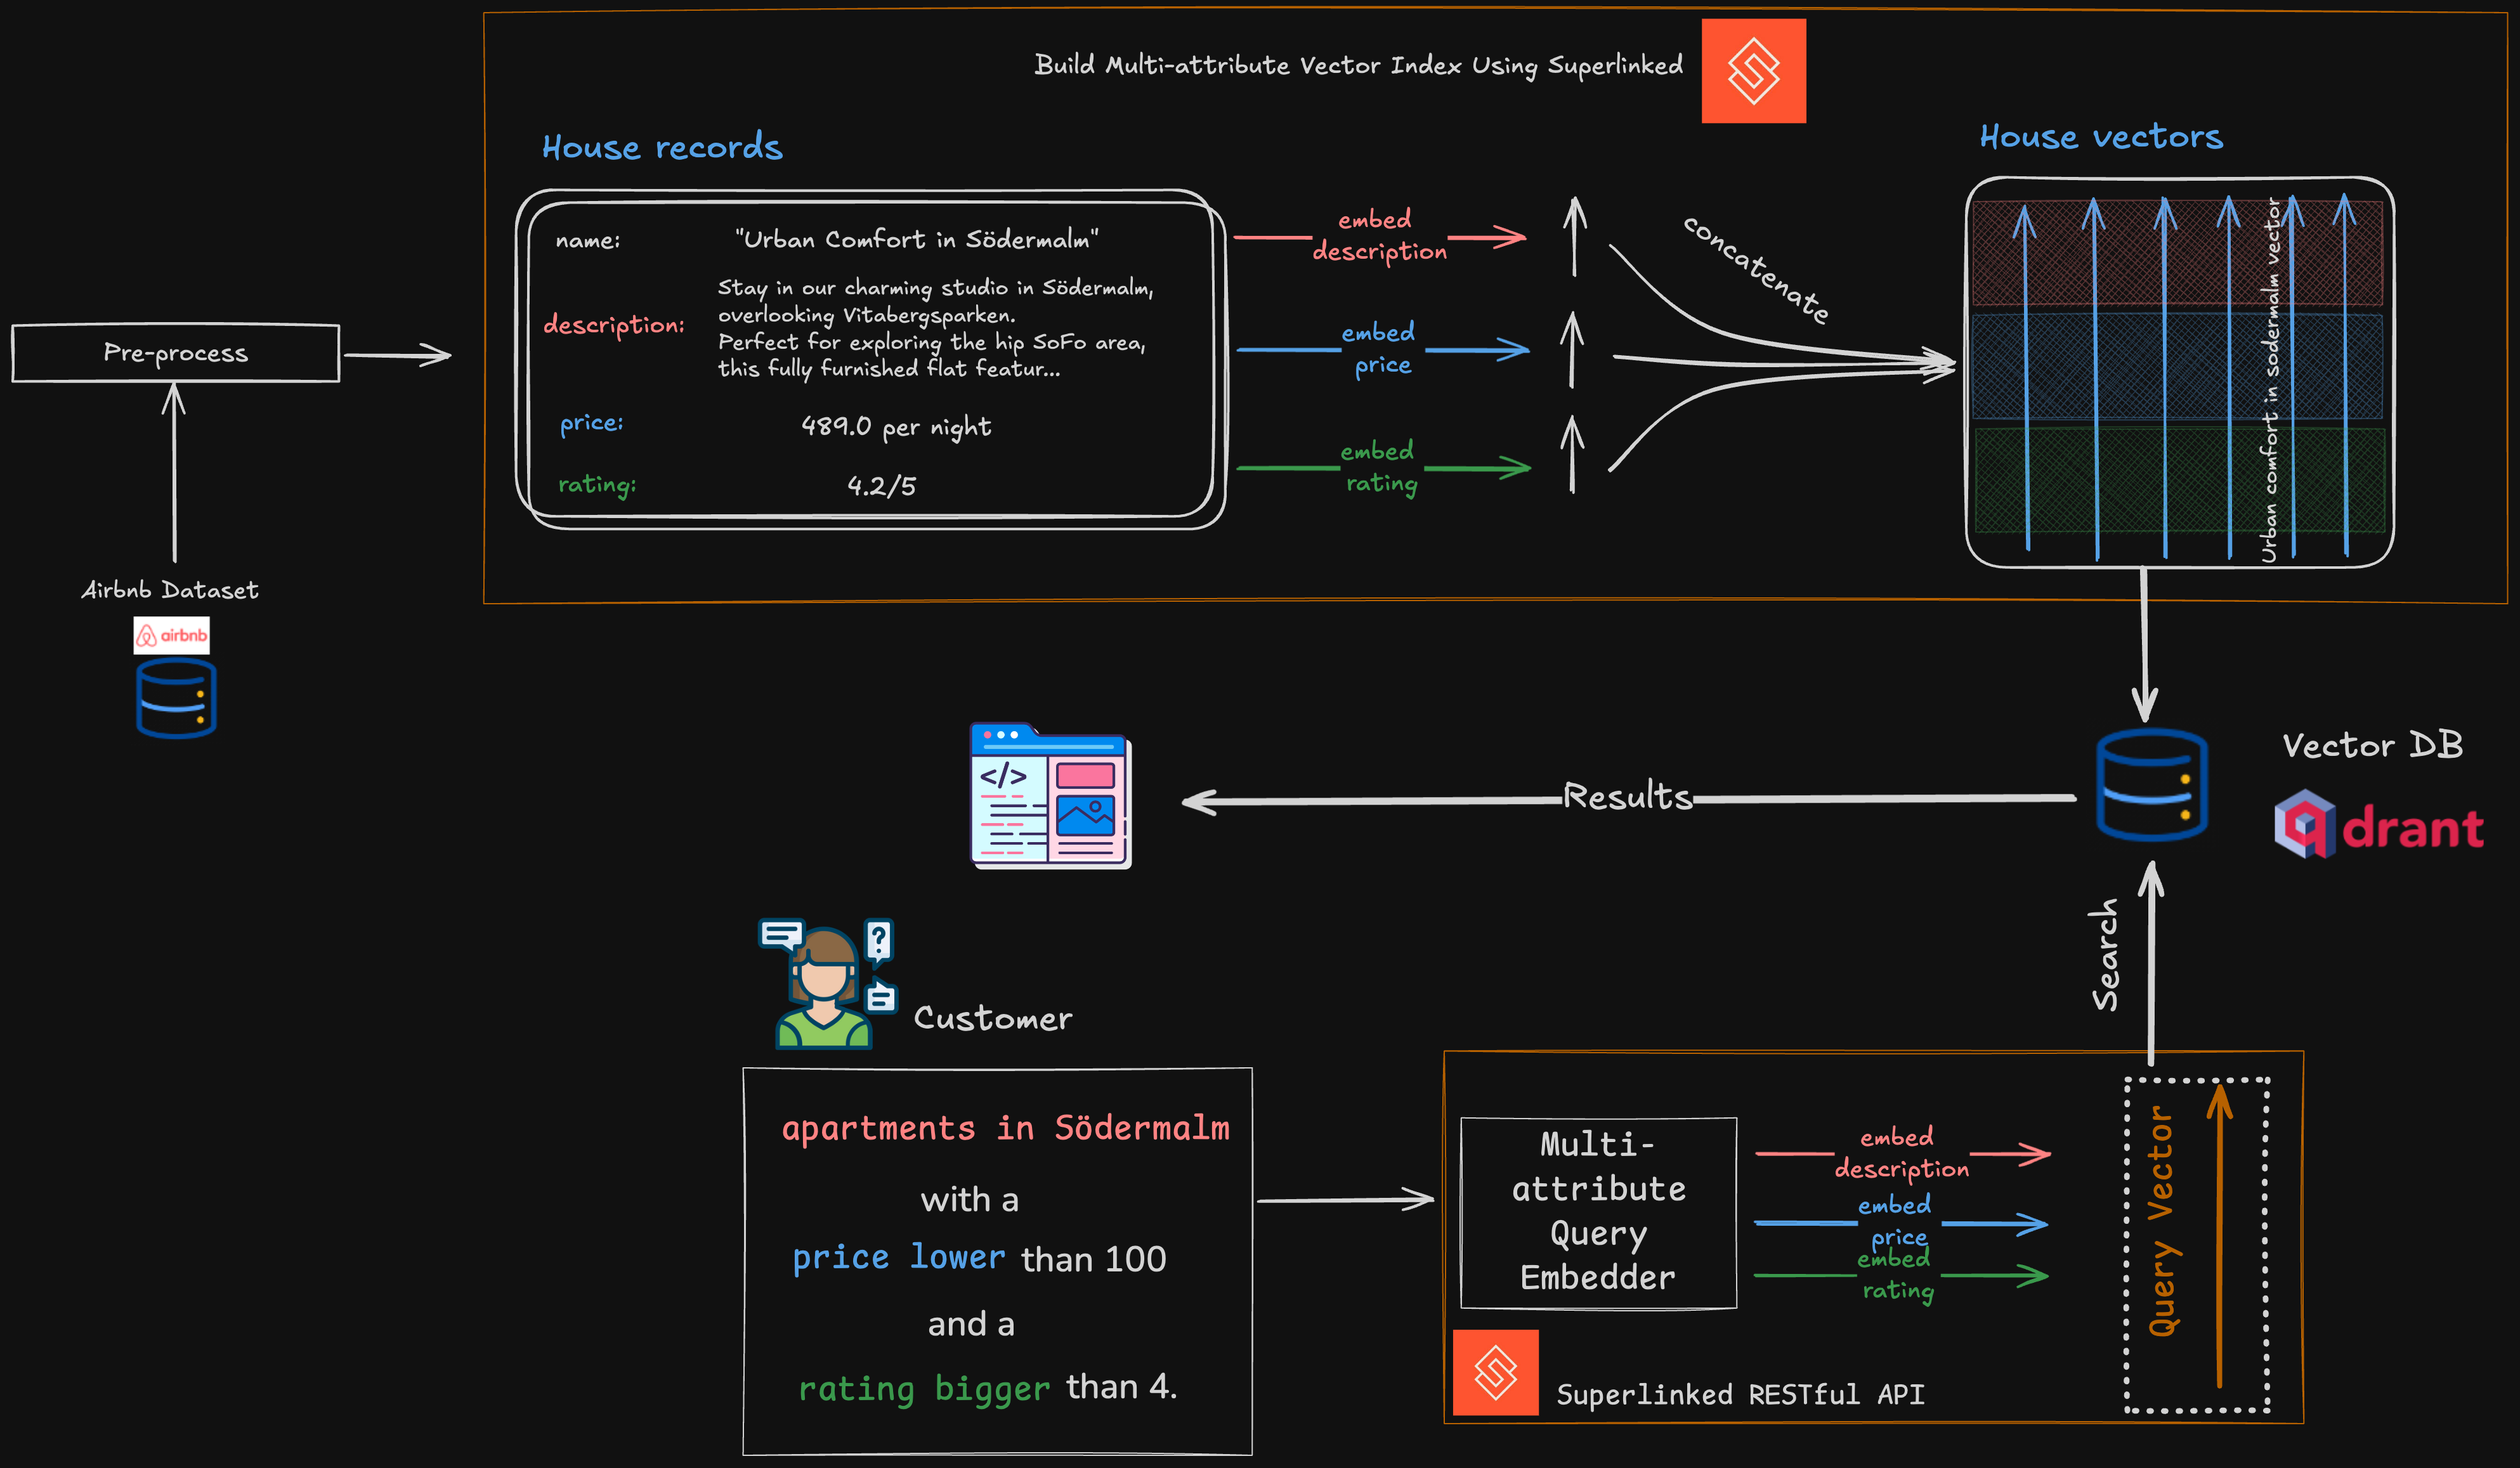 Build Multi-attribute Vector Index Using Superlinked
House records
House vectors
name:
"Urban Comfort in Södermalm"
description:
Stay in our charming studio in Södermalm,
overlooking Vitabergsparken.
Perfect for exploring the hip SoFo area,
this fully furnished flat featur...
price:
489.0 per night
rating:
4.2/5
embed
description
embed
price
embed
rating
concatenate
Urban comfort in sodermalm vector
Pre-process
Airbnb Dataset
airbnb
Vector DB
qdrant
Results
</>
?
Search
Customer
apartments in Södermalm
with a
price lower than 100
and a
rating bigger than 4.
Multi-
attribute
Query
Embedder
embed
description
embed
price
embed
rating
Query Vector
Superlinked RESTful API